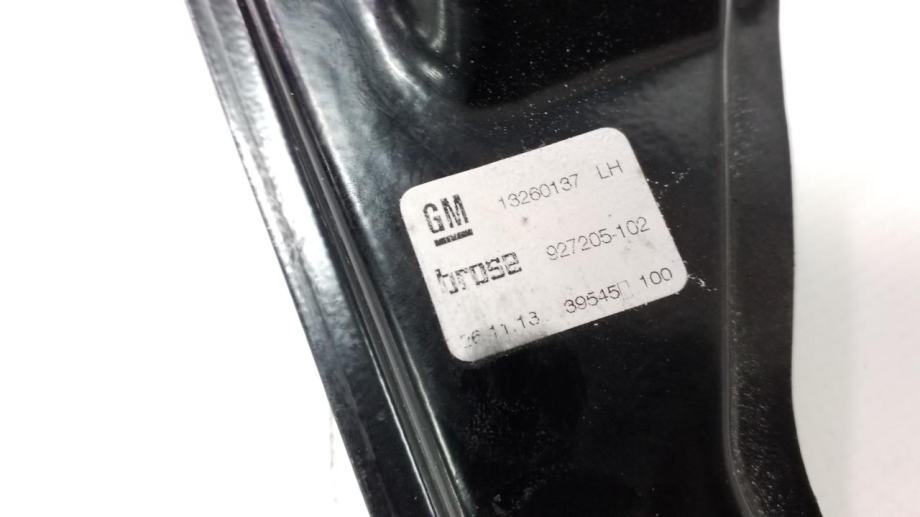 GM 13260137 LH
brose 927205-102
26.11.13 39545 100